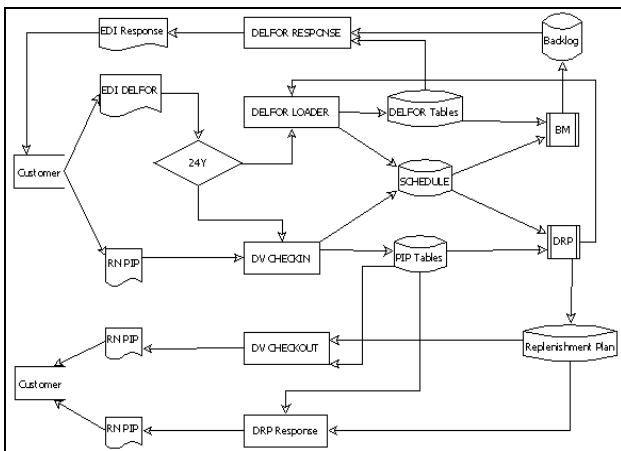 EDI Response
DELFOR RESPONSE
Backlog
EDI DELFOR
DELFOR LOADER
DELFOR Tables
BM
24Y
Customer
SCHEDULE
RN PIP
DV CHECKIN
PIP Tables
DRP
RN PIP
DV CHECKOUT
Replenishment Plan
Customer
RN PIP
DRP Response